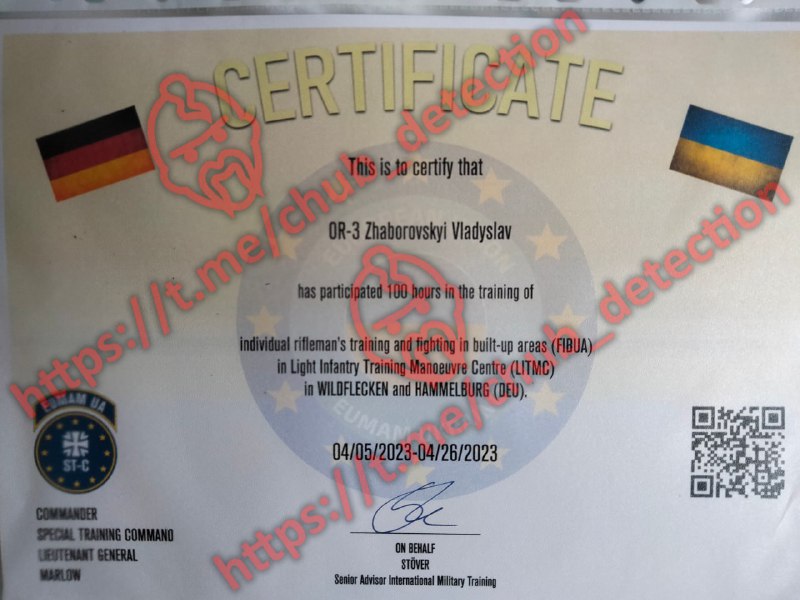 CERTIFICATE
This is to certify that
OR-3 Zhaborovskyi Vladyslav
has participated 100 hours in the training of
individual rifleman's training and fighting in built-up areas (FIBUA)
in Light Infantry Training Manoeuvre Centre (LITMC)
in WILDFLECKEN and HAMMELBURG (DEU).
04/05/2023-04/26/2023
EUMAM UA
ST-C
COMMANDER
SPECIAL TRAINING COMMAND
LIEUTENANT GENERAL
MARLOW
ON BEHALF
STÖVER
Senior Advisor International Military Training
https://t.me/chub_detection
https://t.me/chub_detection